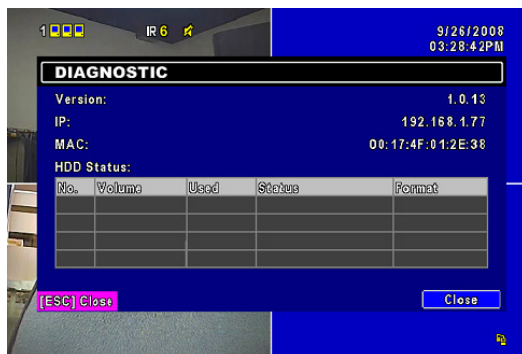 1 IR 6 9/26/2008
03:28:42PM
DIAGNOSTIC
Version: 1.0.13
IP: 192.168.1.77
MAC: 00:17:4F:01:2E:38
HDD Status:
No. Volume Used Status Format
[ESC] Close Close